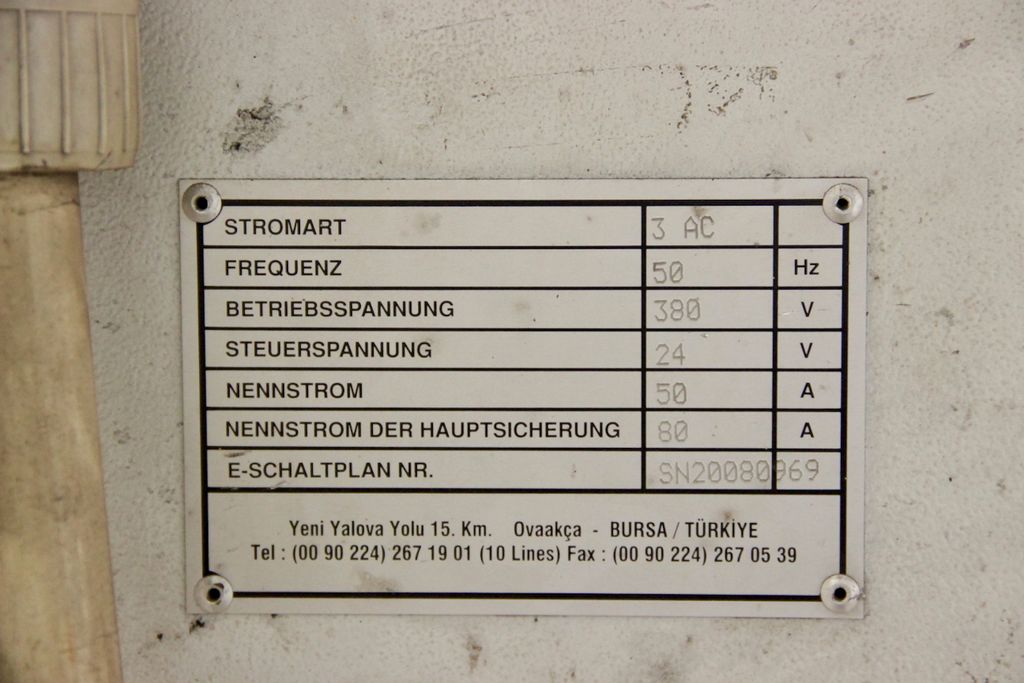 STROMART 3 AC
FREQUENZ 50 Hz
BETRIEBSSPANNUNG 380 V
STEUERSPANNUNG 24 V
NENNSTROM 50 A
NENNSTROM DER HAUPTSICHERUNG 80 A
E-SCHALTPLAN NR. SN20080969
Yeni Yalova Yolu 15. Km. Ovaakça - BURSA / TÜRKİYE
Tel : (00 90 224) 267 19 01 (10 Lines) Fax : (00 90 224) 267 05 39